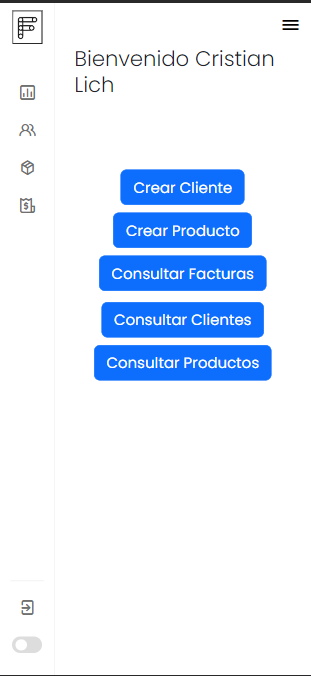 Bienvenido Cristian
Lich
Crear Cliente
Crear Producto
Consultar Facturas
Consultar Clientes
Consultar Productos